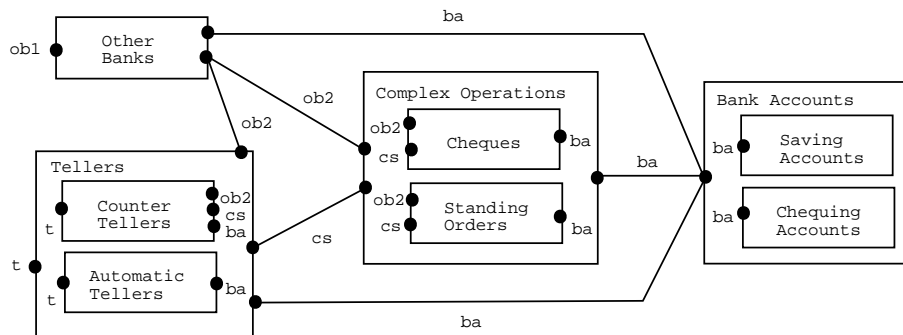 ba
ob1
Other
Banks
ob2
ob2
Complex Operations
ob2
cs
Cheques
ba
ob2
cs
Standing
Orders
ba
ba
Bank Accounts
ba
Saving
Accounts
ba
Chequing
Accounts
Tellers
Counter
Tellers
t
ob2
cs
ba
cs
t
Automatic
Tellers
t
ba
ba